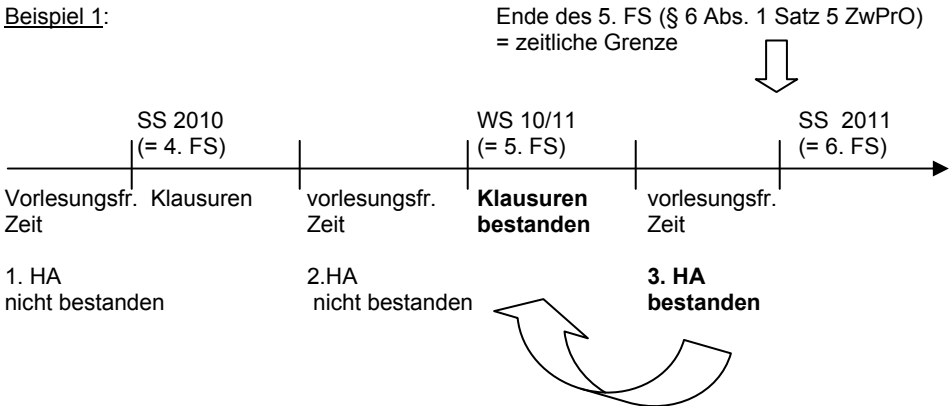 Beispiel 1:
Ende des 5. FS (§ 6 Abs. 1 Satz 5 ZwPrO)
= zeitliche Grenze
SS 2010
(= 4. FS)
WS 10/11
(= 5. FS)
SS 2011
(= 6. FS)
Vorlesungsfr. Klausuren
Zeit
vorlesungsfr.
Zeit
Klausuren
bestanden
vorlesungsfr.
Zeit
1. HA
nicht bestanden
2.HA
nicht bestanden
3. HA
bestanden